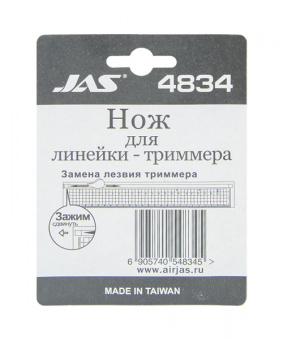 JAS 4834
Нож
для
линейки - триммера
Замена лезвия триммера
Зажим
сдвинуть
6 905740 548345 >
www.airjas.ru
MADE IN TAIWAN